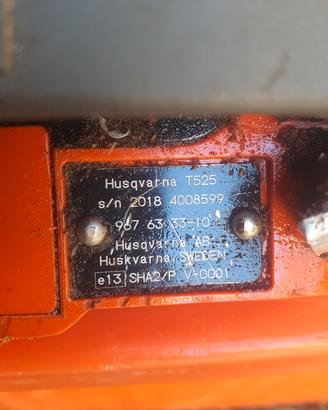 Husqvarna T525
s/n 2018 4008599
967 63 33-10
Husqvarna AB
Huskvarna, SWEDEN
e13 SHA2/P V-0001